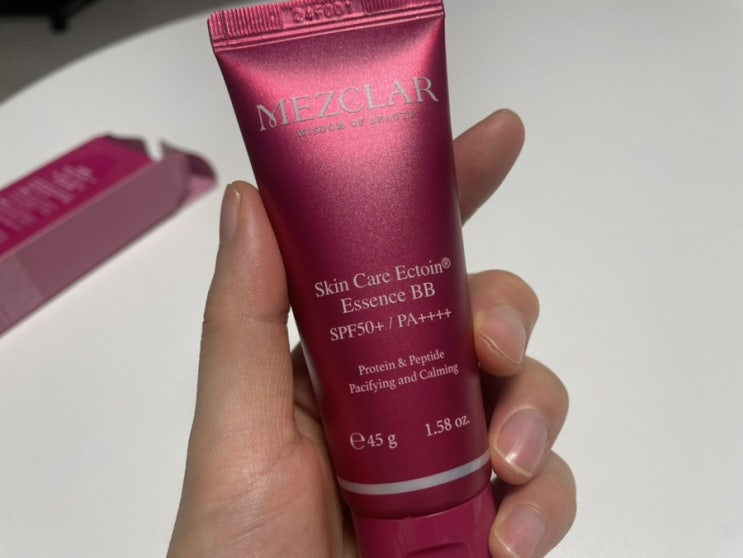 24F001
MEZCLAR
WISDOM OF BEAUTY
Skin Care Ectoin®
Essence BB
SPF50+ / PA++++
Protein & Peptide
Pacifying and Calming
℮45 g 1.58 oz.